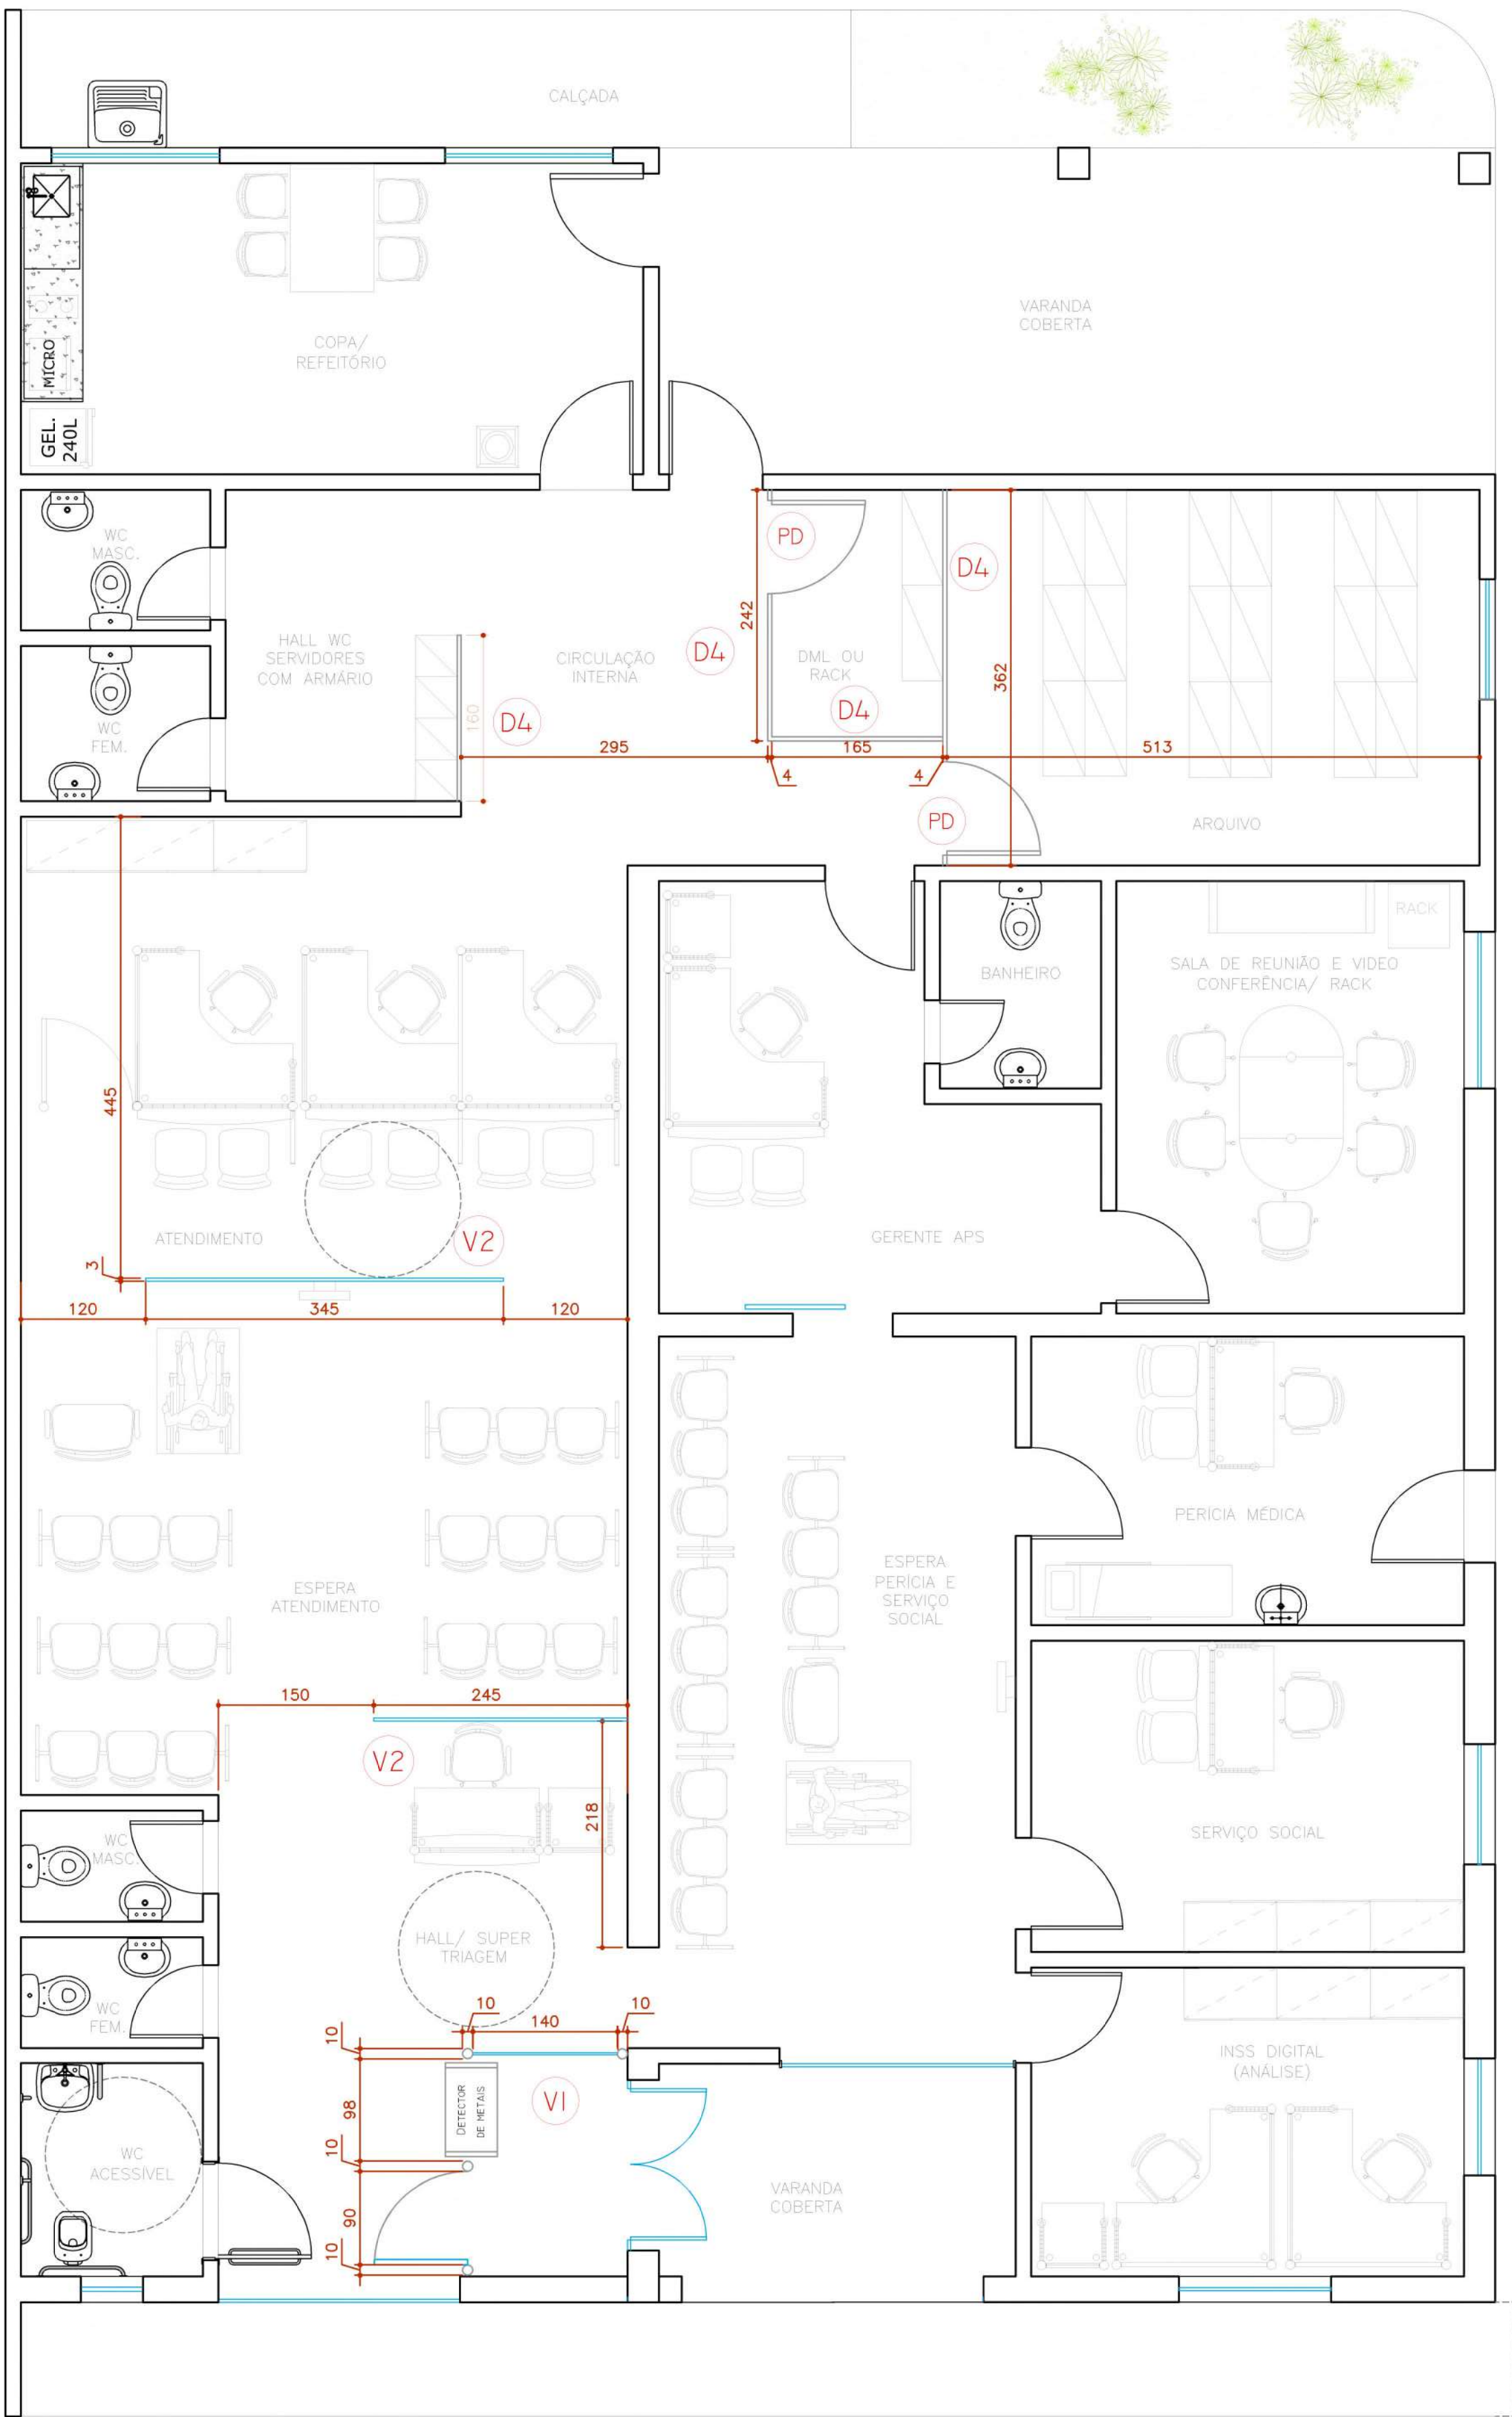 CALÇADA
MICRO
GEL.
240L
COPA/
REFEITÓRIO
VARANDA
COBERTA
WC
MASC.
WC
FEM.
HALL WC
SERVIDORES
COM ARMÁRIO
160
D4
CIRCULAÇÃO
INTERNA
D4
242
PD
DML OU
RACK
D4
D4
362
295
4
165
4
513
PD
ARQUIVO
445
ATENDIMENTO
V2
3
120
345
120
BANHEIRO
RACK
SALA DE REUNIÃO E VIDEO
CONFERÊNCIA/ RACK
GERENTE APS
ESPERA
ATENDIMENTO
ESPERA
PERÍCIA E
SERVIÇO
SOCIAL
PERÍCIA MÉDICA
150
245
V2
218
SERVIÇO SOCIAL
WC
MASC.
HALL/ SUPER
TRIAGEM
WC
FEM.
10
140
10
10
98
10
90
10
DETECTOR
DE METAIS
V1
INSS DIGITAL
(ANÁLISE)
WC
ACESSÍVEL
VARANDA
COBERTA